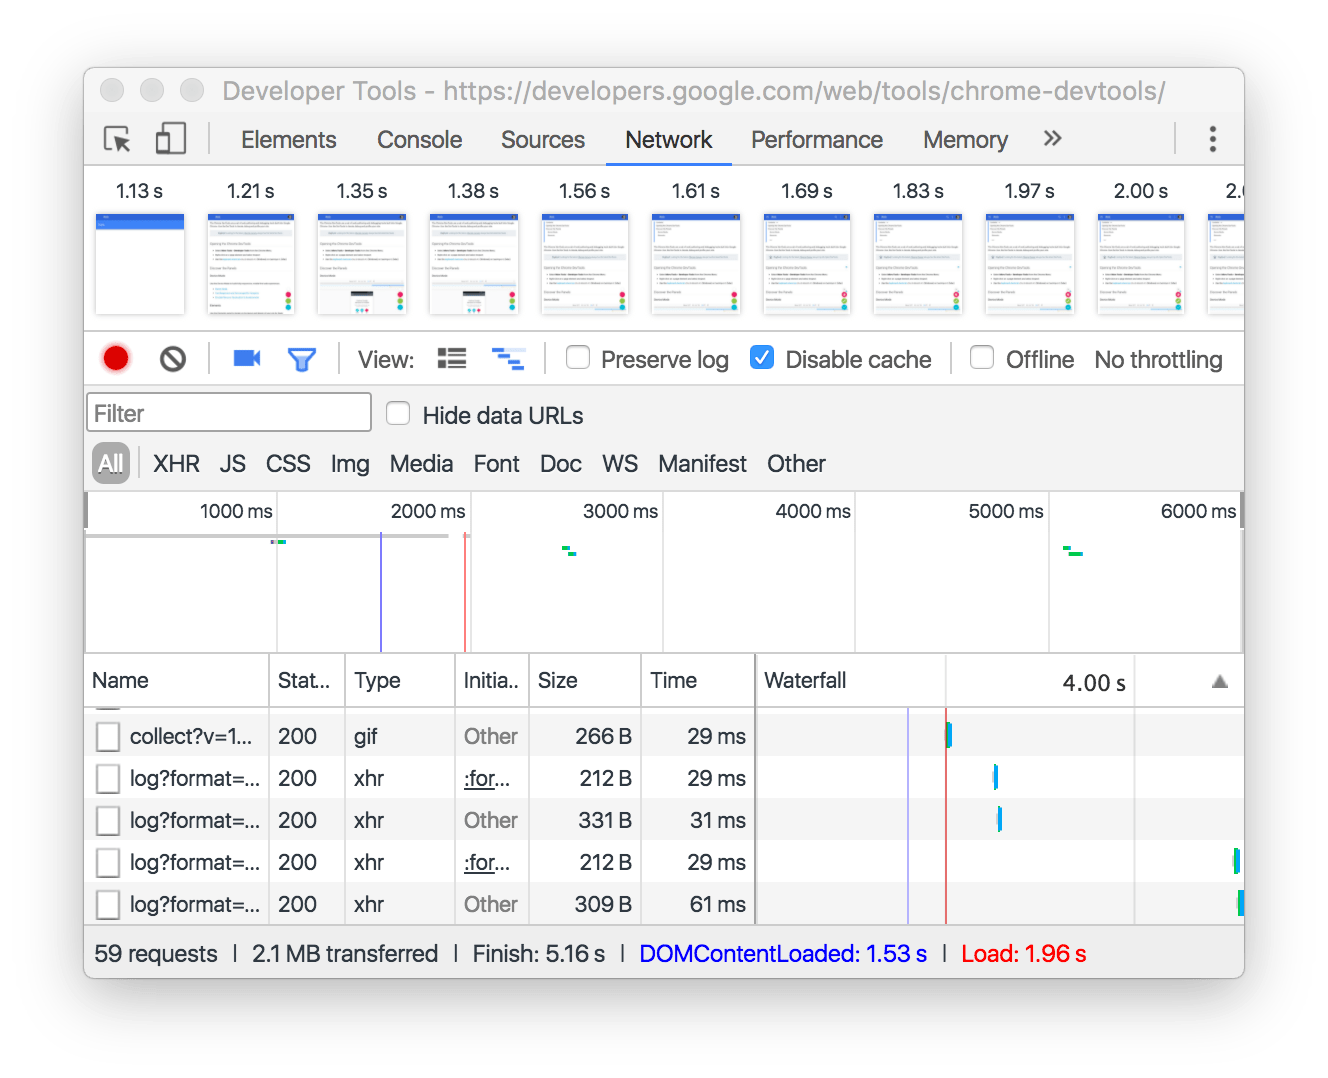 Developer Tools - https://developers.google.com/web/tools/chrome-devtools/
Elements Console Sources Network Performance Memory »
1.13 s 1.21 s 1.35 s 1.38 s 1.56 s 1.61 s 1.69 s 1.83 s 1.97 s 2.00 s
View: Preserve log Disable cache Offline No throttling
Filter Hide data URLs
All XHR JS CSS Img Media Font Doc WS Manifest Other
1000 ms 2000 ms 3000 ms 4000 ms 5000 ms 6000 ms
Name Stat... Type Initia.. Size Time Waterfall 4.00 s
collect?v=1... 200 gif Other 266 B 29 ms
log?format=... 200 xhr :for... 212 B 29 ms
log?format=... 200 xhr Other 331 B 31 ms
log?format=... 200 xhr :for... 212 B 29 ms
log?format=... 200 xhr Other 309 B 61 ms
59 requests | 2.1 MB transferred | Finish: 5.16 s | DOMContentLoaded: 1.53 s | Load: 1.96 s